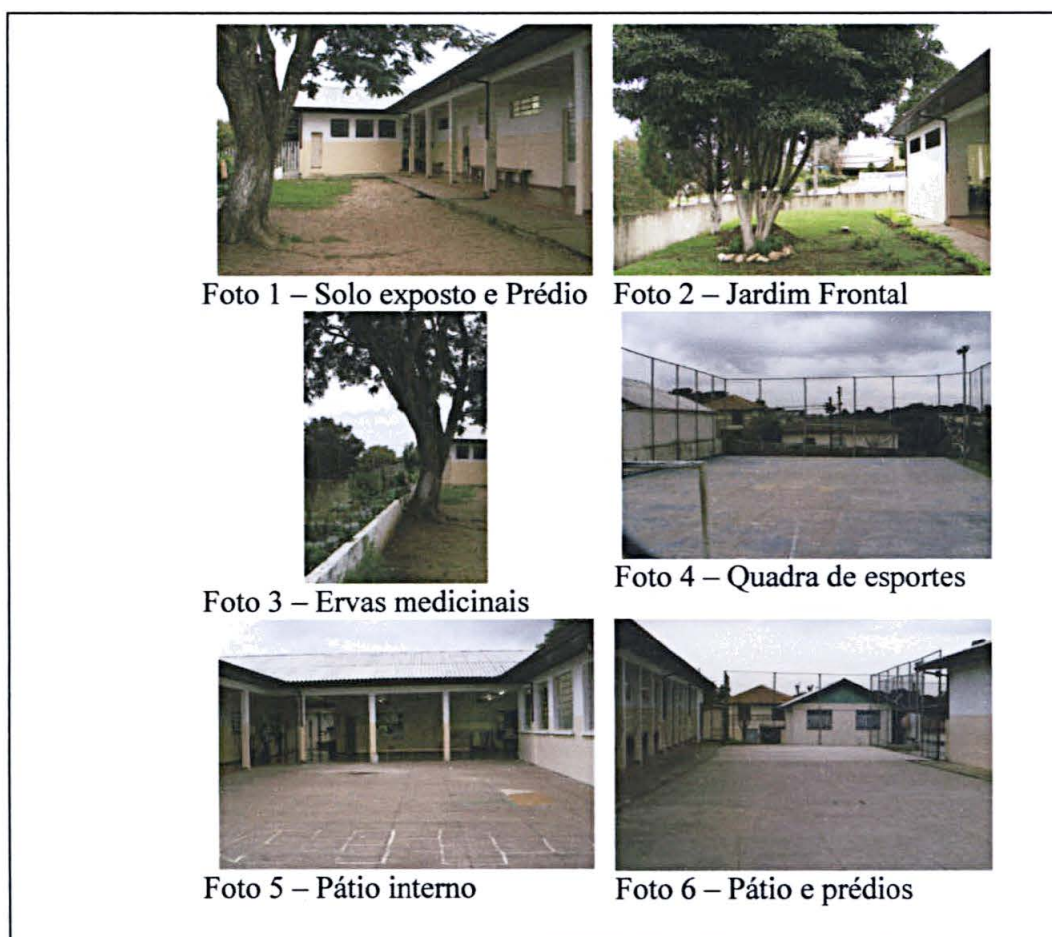 Foto 1 – Solo exposto e Prédio
Foto 2 – Jardim Frontal
Foto 3 – Ervas medicinais
Foto 4 – Quadra de esportes
Foto 5 – Pátio interno
Foto 6 – Pátio e prédios